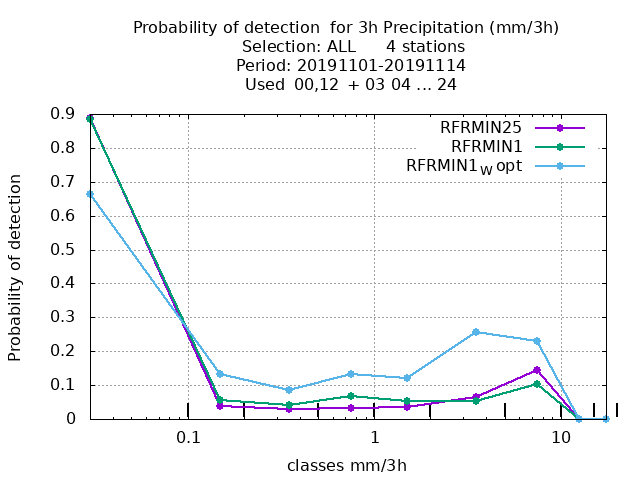 Probability of detection  for 3h Precipitation (mm/3h)
Selection: ALL      4 stations
Period: 20191101-20191114
Used  00,12  + 03 04 ... 24
RFRMIN25
RFRMIN1
RFRMIN1W opt
Probability of detection
0.9
0.8
0.7
0.6
0.5
0.4
0.3
0.2
0.1
0
0.1 1 10
classes mm/3h